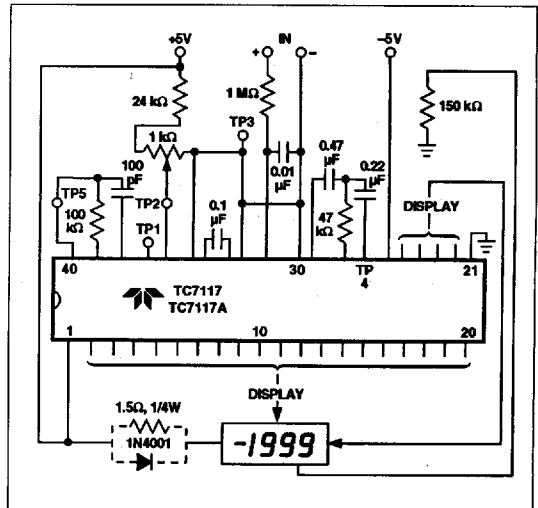 +5V
IN
+
-
–5V
24 kΩ
1 MΩ
150 kΩ
1 kΩ
TP3
0.01 µF
0.47 µF
0.22 µF
100 pF
TP5
100 kΩ
TP2
TP1
0.1 µF
47 kΩ
DISPLAY
40
30
TP 4
21
TC7117
TC7117A
1
10
20
DISPLAY
1.5Ω, 1/4W
1N4001
-1999